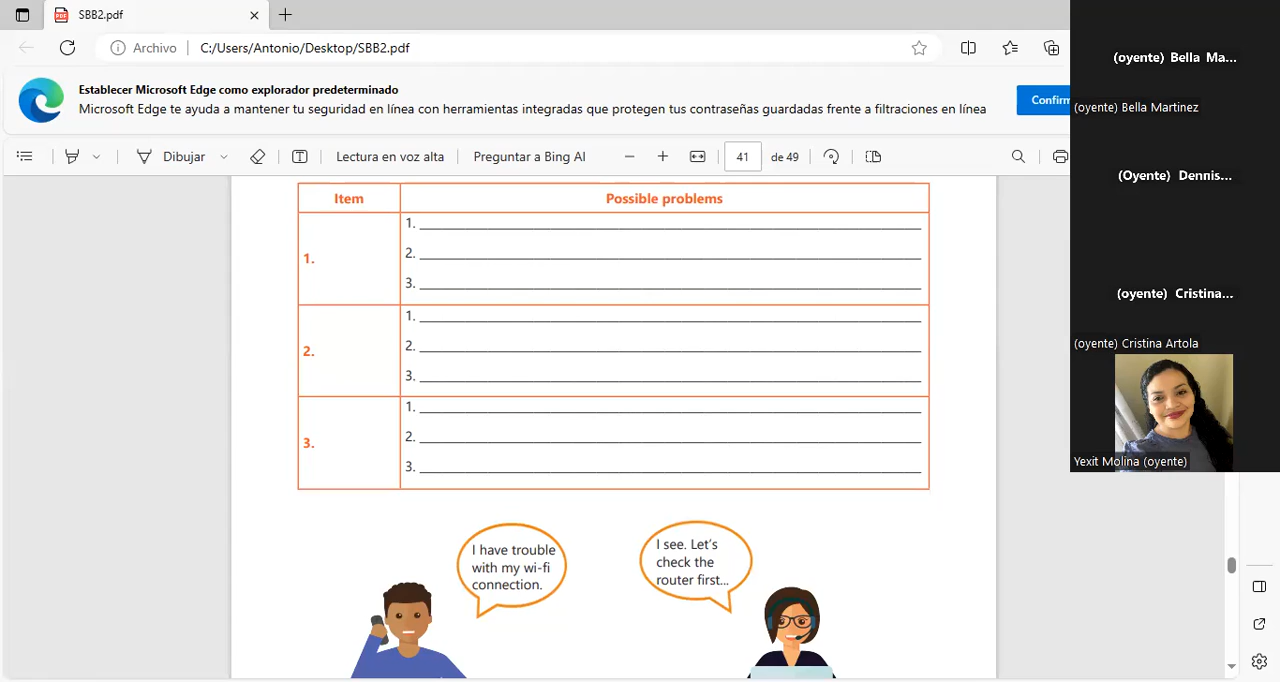 SBB2.pdf
Archivo
C:/Users/Antonio/Desktop/SBB2.pdf
Establecer Microsoft Edge como explorador predeterminado
Microsoft Edge te ayuda a mantener tu seguridad en línea con herramientas integradas que protegen tus contraseñas guardadas frente a filtraciones en línea
Confirm
Dibujar
Lectura en voz alta
Preguntar a Bing AI
41
de 49
Item
Possible problems
1.
1.
2.
3.
2.
1.
2.
3.
3.
1.
2.
3.
I have trouble
with my wi-fi
connection.
I see. Let's
check the
router first...
(oyente) Bella Ma...
(oyente) Bella Martinez
(Oyente) Dennis...
(oyente) Cristina...
(oyente) Cristina Artola
Yexit Molina (oyente)